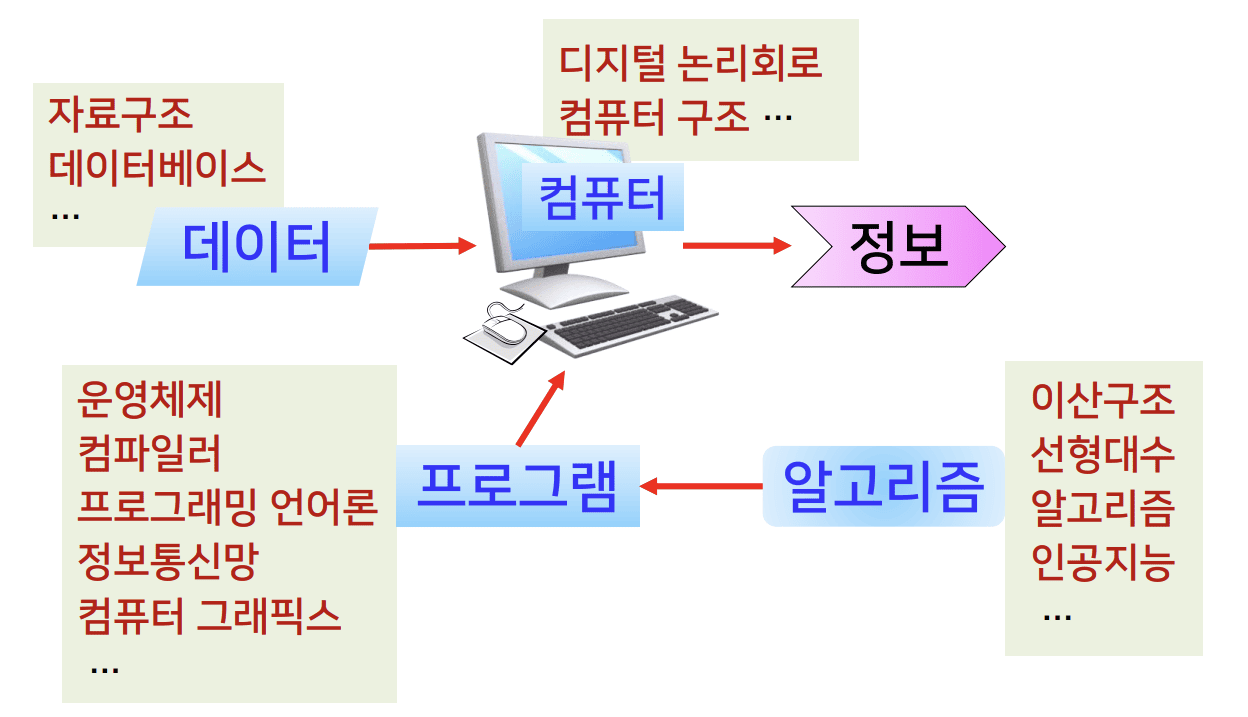 디지털 논리회로
컴퓨터 구조 ...
자료구조
데이터베이스
...
데이터
컴퓨터
정보
운영체제
컴파일러
프로그래밍 언어론
정보통신망
컴퓨터 그래픽스
...
프로그램
알고리즘
이산구조
선형대수
알고리즘
인공지능
...